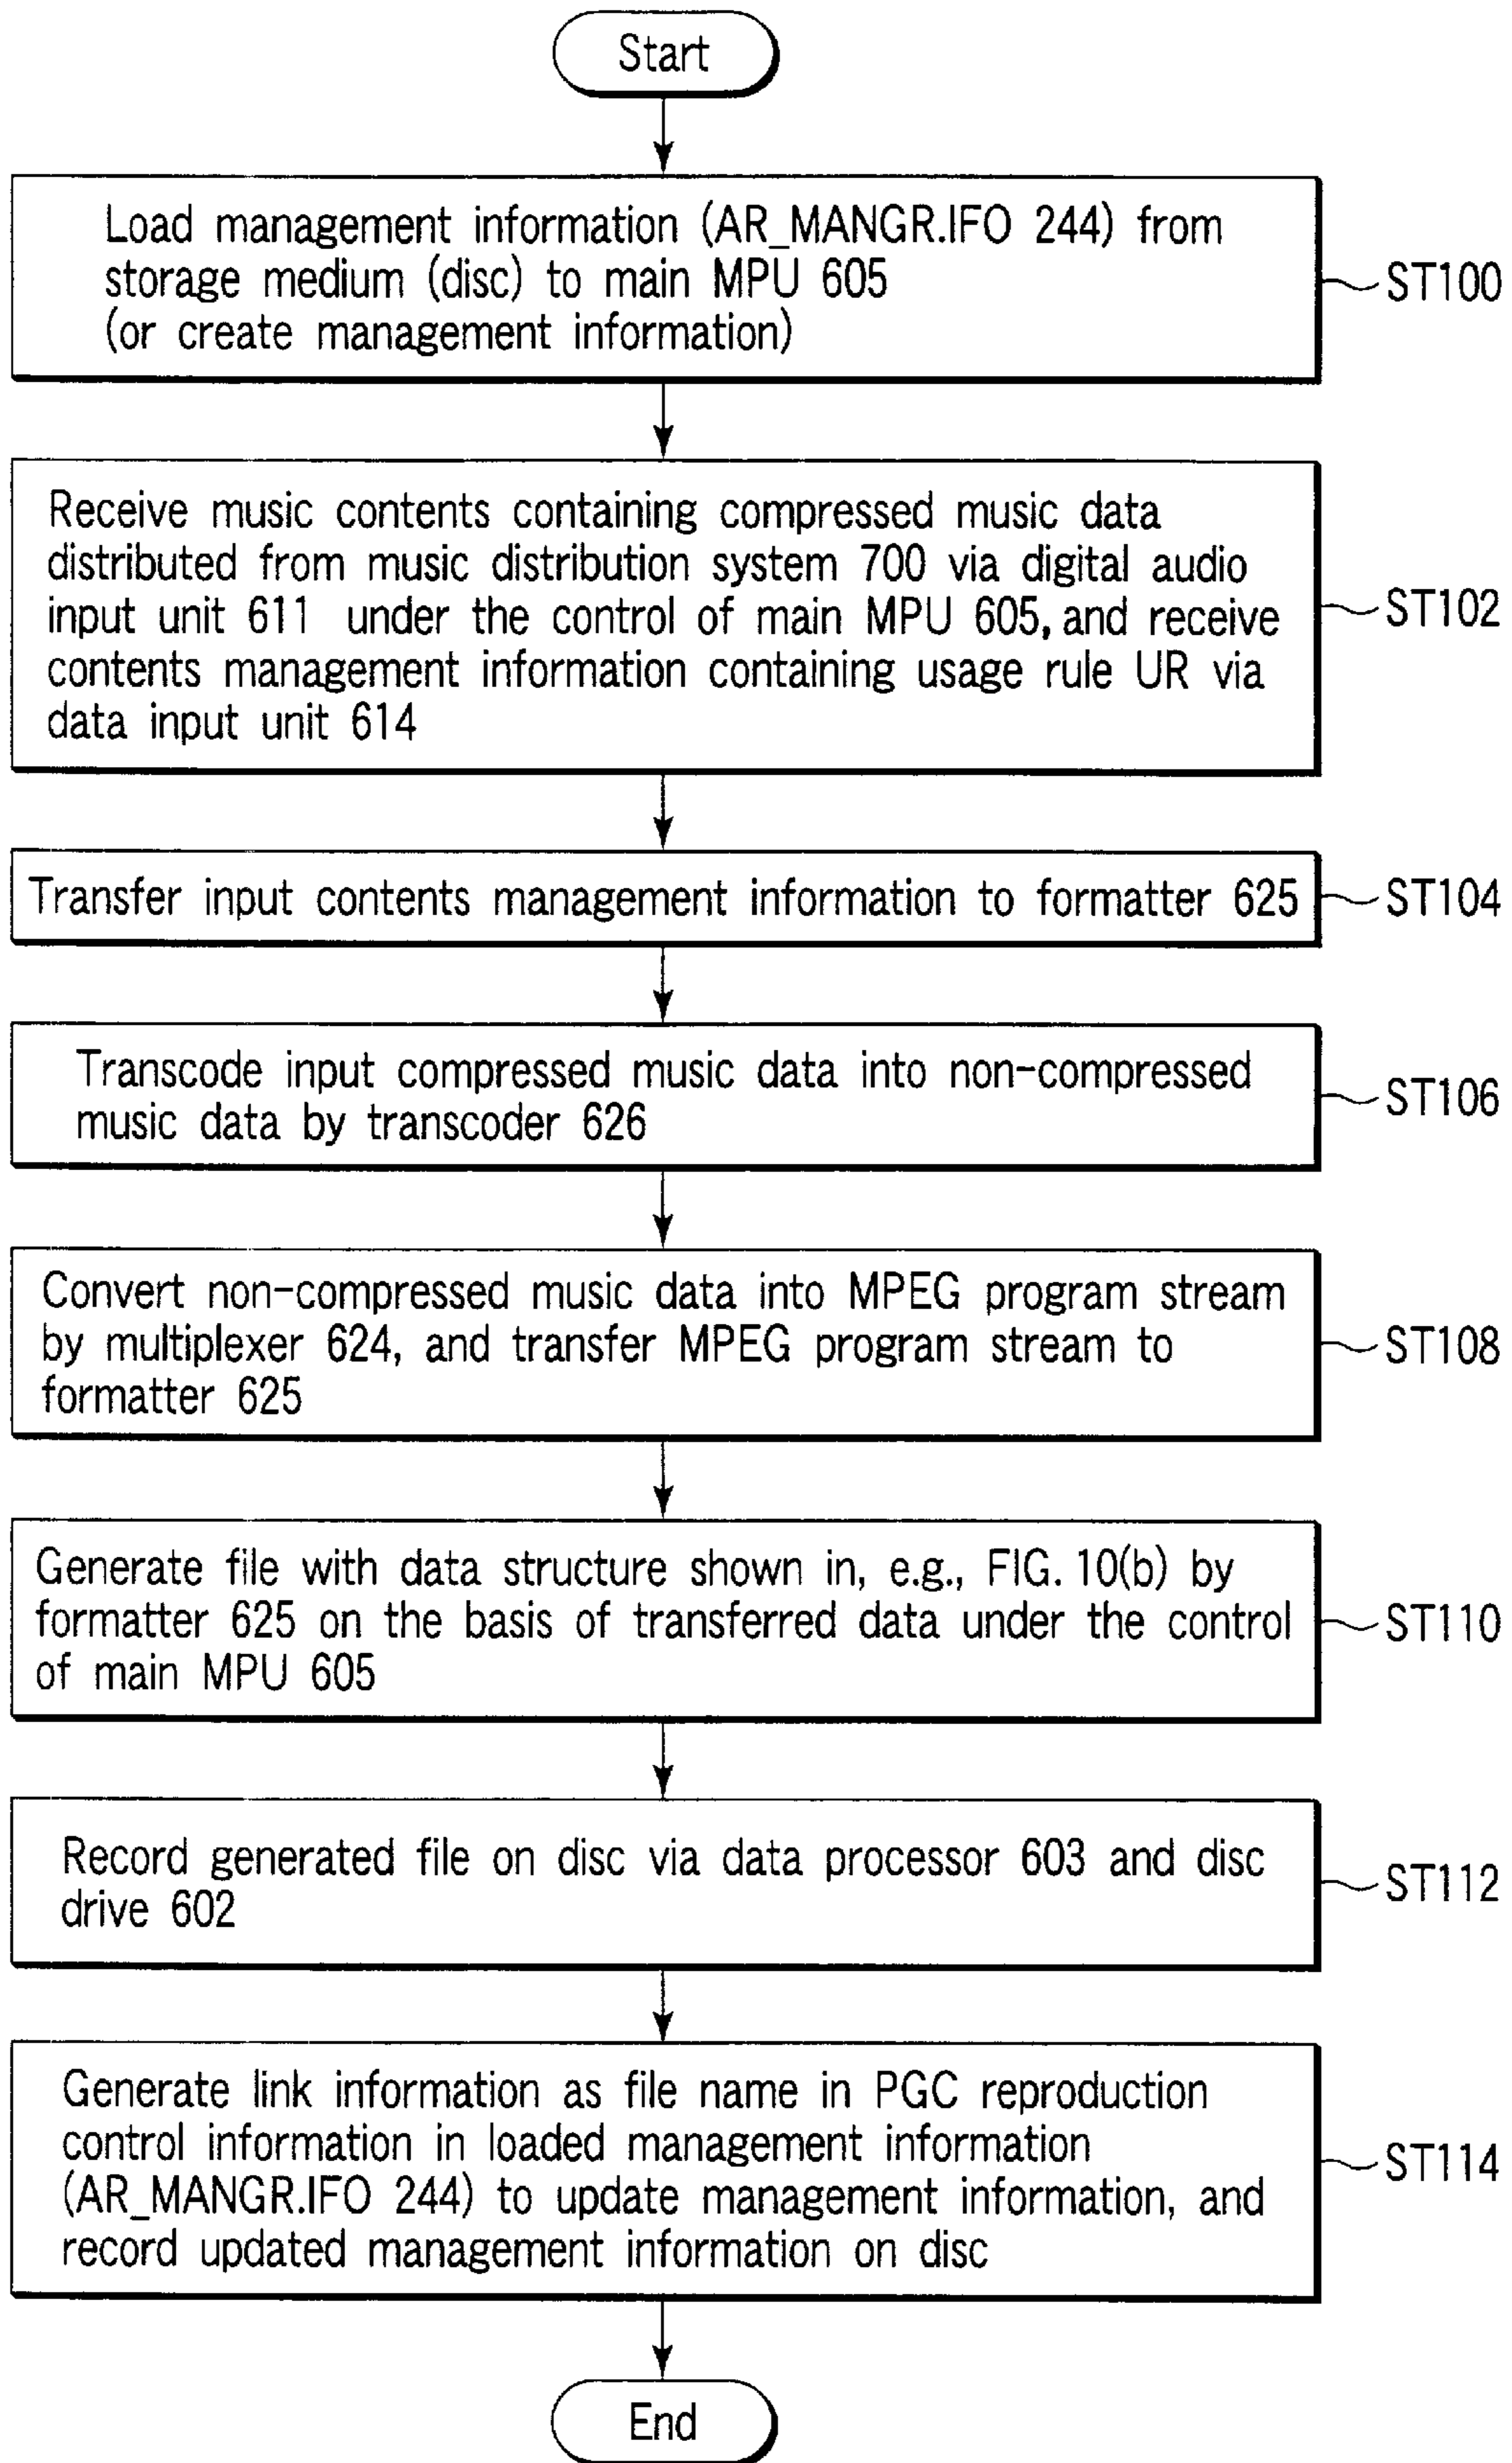 Start
Load management information (AR_MANGR.IFO 244) from
storage medium (disc) to main MPU 605
(or create management information)
ST100
Receive music contents containing compressed music data
distributed from music distribution system 700 via digital audio
input unit 611 under the control of main MPU 605, and receive
contents management information containing usage rule UR via
data input unit 614
ST102
Transfer input contents management information to formatter 625
ST104
Transcode input compressed music data into non-compressed
music data by transcoder 626
ST106
Convert non-compressed music data into MPEG program stream
by multiplexer 624, and transfer MPEG program stream to
formatter 625
ST108
Generate file with data structure shown in, e.g., FIG. 10(b) by
formatter 625 on the basis of transferred data under the control
of main MPU 605
ST110
Record generated file on disc via data processor 603 and disc
drive 602
ST112
Generate link information as file name in PGC reproduction
control information in loaded management information
(AR_MANGR.IFO 244) to update management information, and
record updated management information on disc
ST114
End